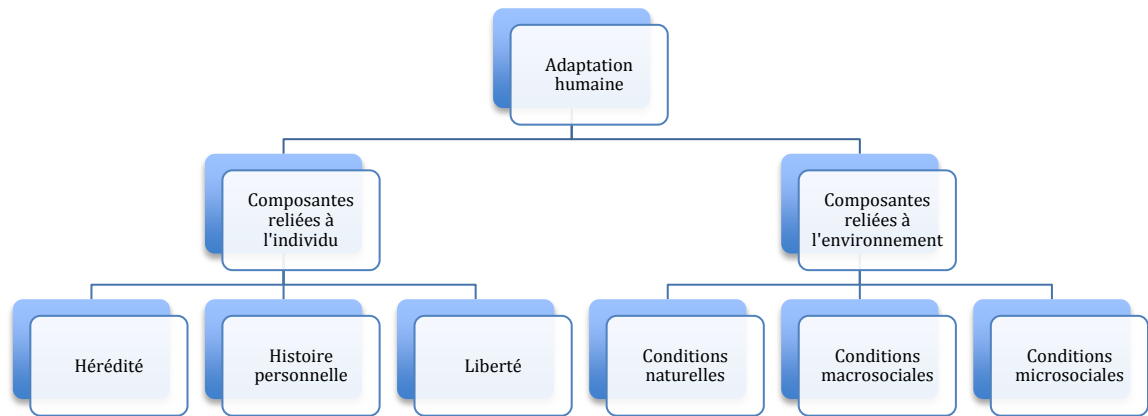 Adaptation
humaine
Composantes
reliées à
l'individu
Composantes
reliées à
l'environnement
Hérédité
Histoire
personnelle
Liberté
Conditions
naturelles
Conditions
macrosociales
Conditions
microsociales